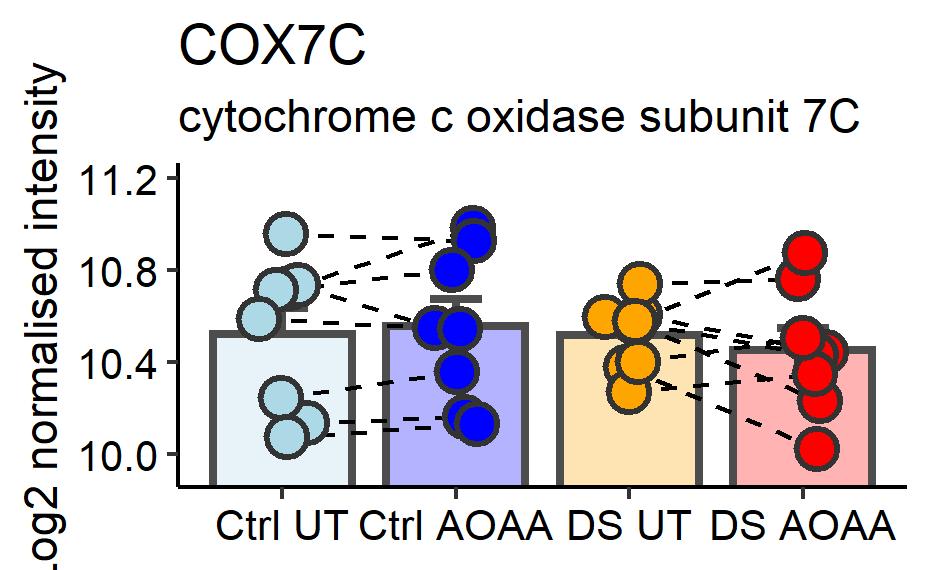 COX7C
cytochrome c oxidase subunit 7C
Log2 normalised intensity
11.2
10.8
10.4
10.0
Ctrl UT Ctrl AOAA DS UT DS AOAA